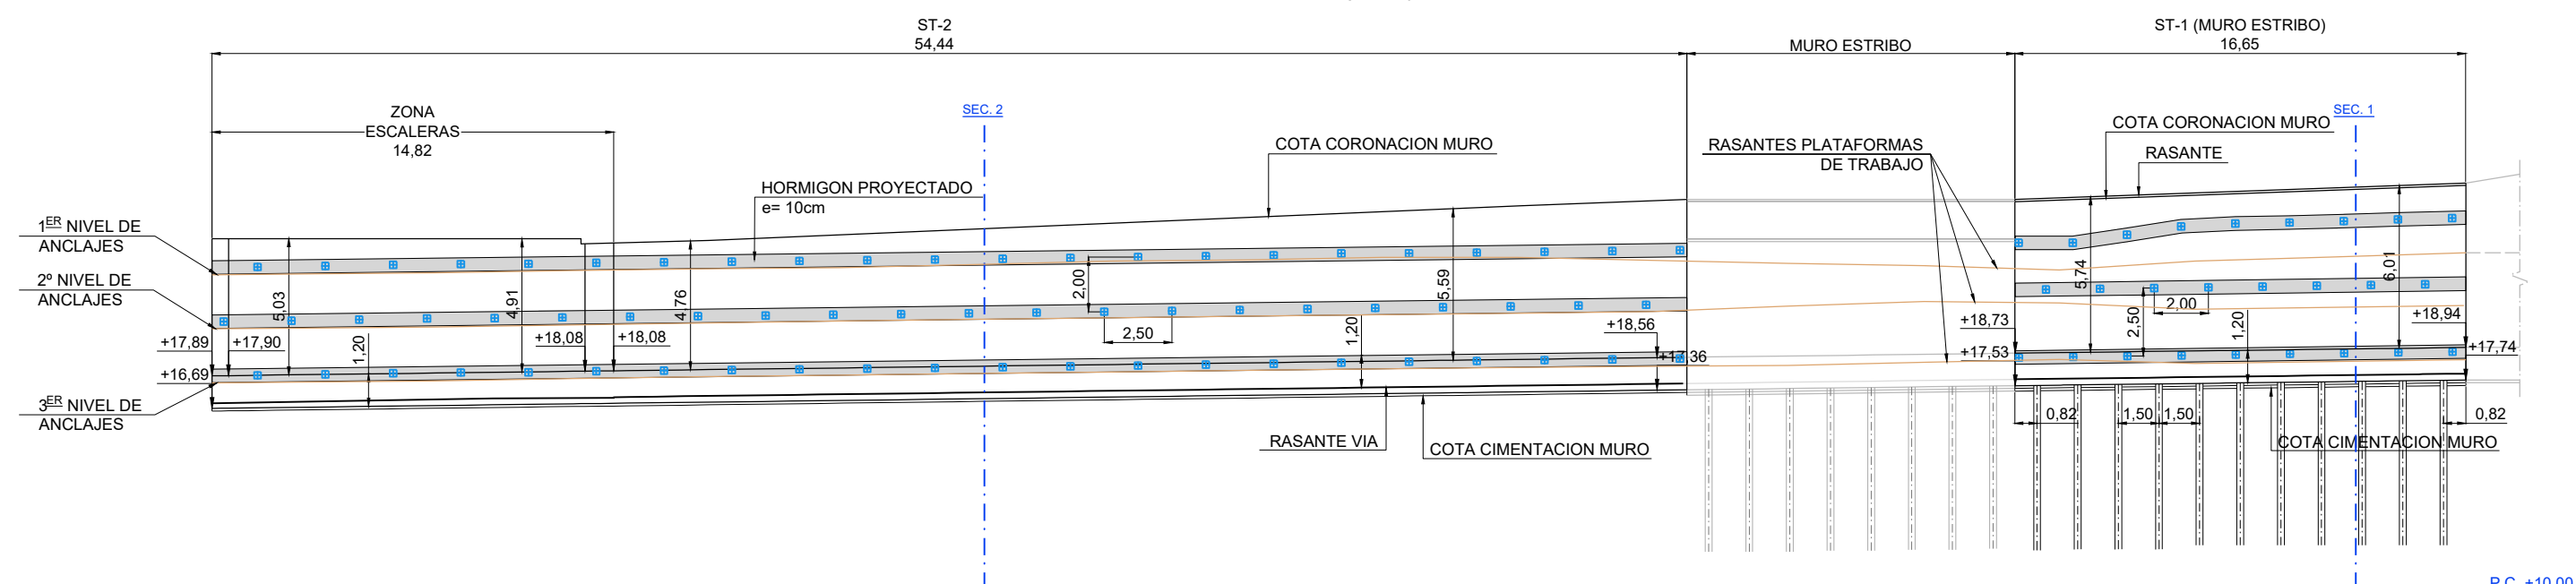 ST-2
54,44
MURO ESTRIBO
ST-1 (MURO ESTRIBO)
16,65
ZONA
ESCALERAS
14,82
SEC. 2
SEC. 1
COTA CORONACION MURO
COTA CORONACION MURO
RASANTE
RASANTES PLATAFORMAS
DE TRABAJO
HORMIGON PROYECTADO
e= 10cm
1ER NIVEL DE
ANCLAJES
2º NIVEL DE
ANCLAJES
3ER NIVEL DE
ANCLAJES
5,03
4,91
4,76
2,00
5,59
5,74
6,01
2,50
1,20
1,20
2,50
2,00
1,20
+17,89
+17,90
+18,08
+18,08
+18,56
+18,73
+18,94
+16,69
+17,36
+17,53
+17,74
0,82
1,50
1,50
0,82
RASANTE VIA
COTA CIMENTACION MURO
COTA CIMENTACION MURO